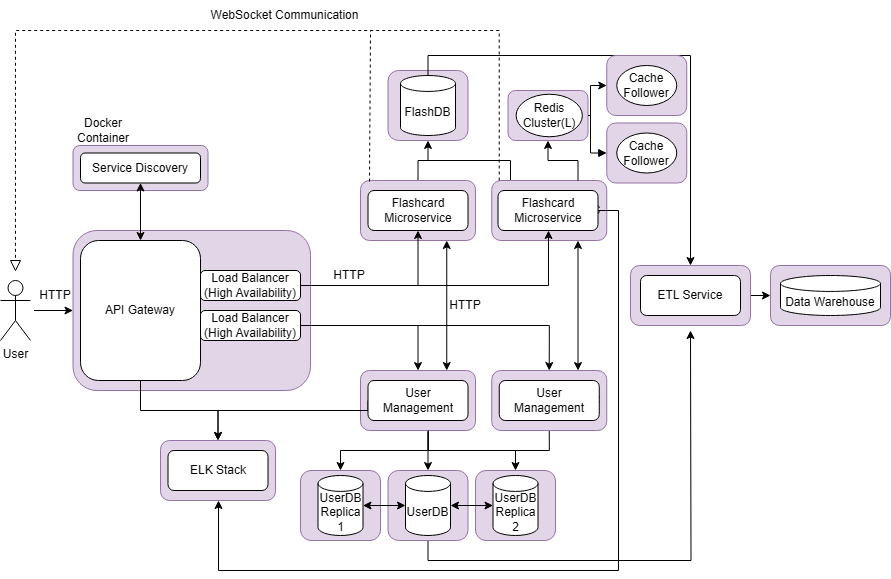 WebSocket Communication
Docker
Container
Service Discovery
FlashDB
Redis
Cluster(L)
Cache
Follower
Cache
Follower
Flashcard
Microservice
Flashcard
Microservice
HTTP
User
API Gateway
Load Balancer
(High Availability)
Load Balancer
(High Availability)
HTTP
HTTP
ETL Service
Data Warehouse
User
Management
User
Management
ELK Stack
UserDB
Replica
1
UserDB
UserDB
Replica
2